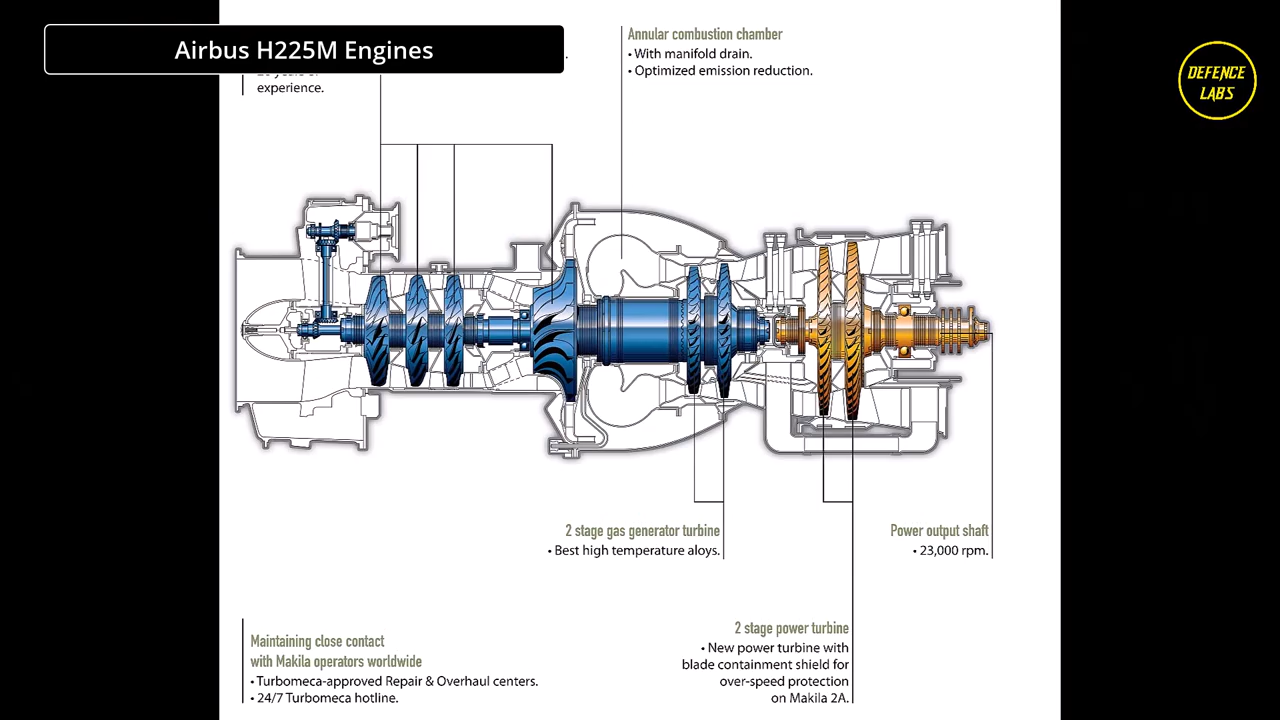 Airbus H225M Engines
experience.
Annular combustion chamber
• With manifold drain.
• Optimized emission reduction.
DEFENCE
LABS
2 stage gas generator turbine
• Best high temperature aloys.
Power output shaft
• 23,000 rpm.
Maintaining close contact
with Makila operators worldwide
• Turbomeca-approved Repair & Overhaul centers.
• 24/7 Turbomeca hotline.
2 stage power turbine
• New power turbine with
blade containment shield for
over-speed protection
on Makila 2A.